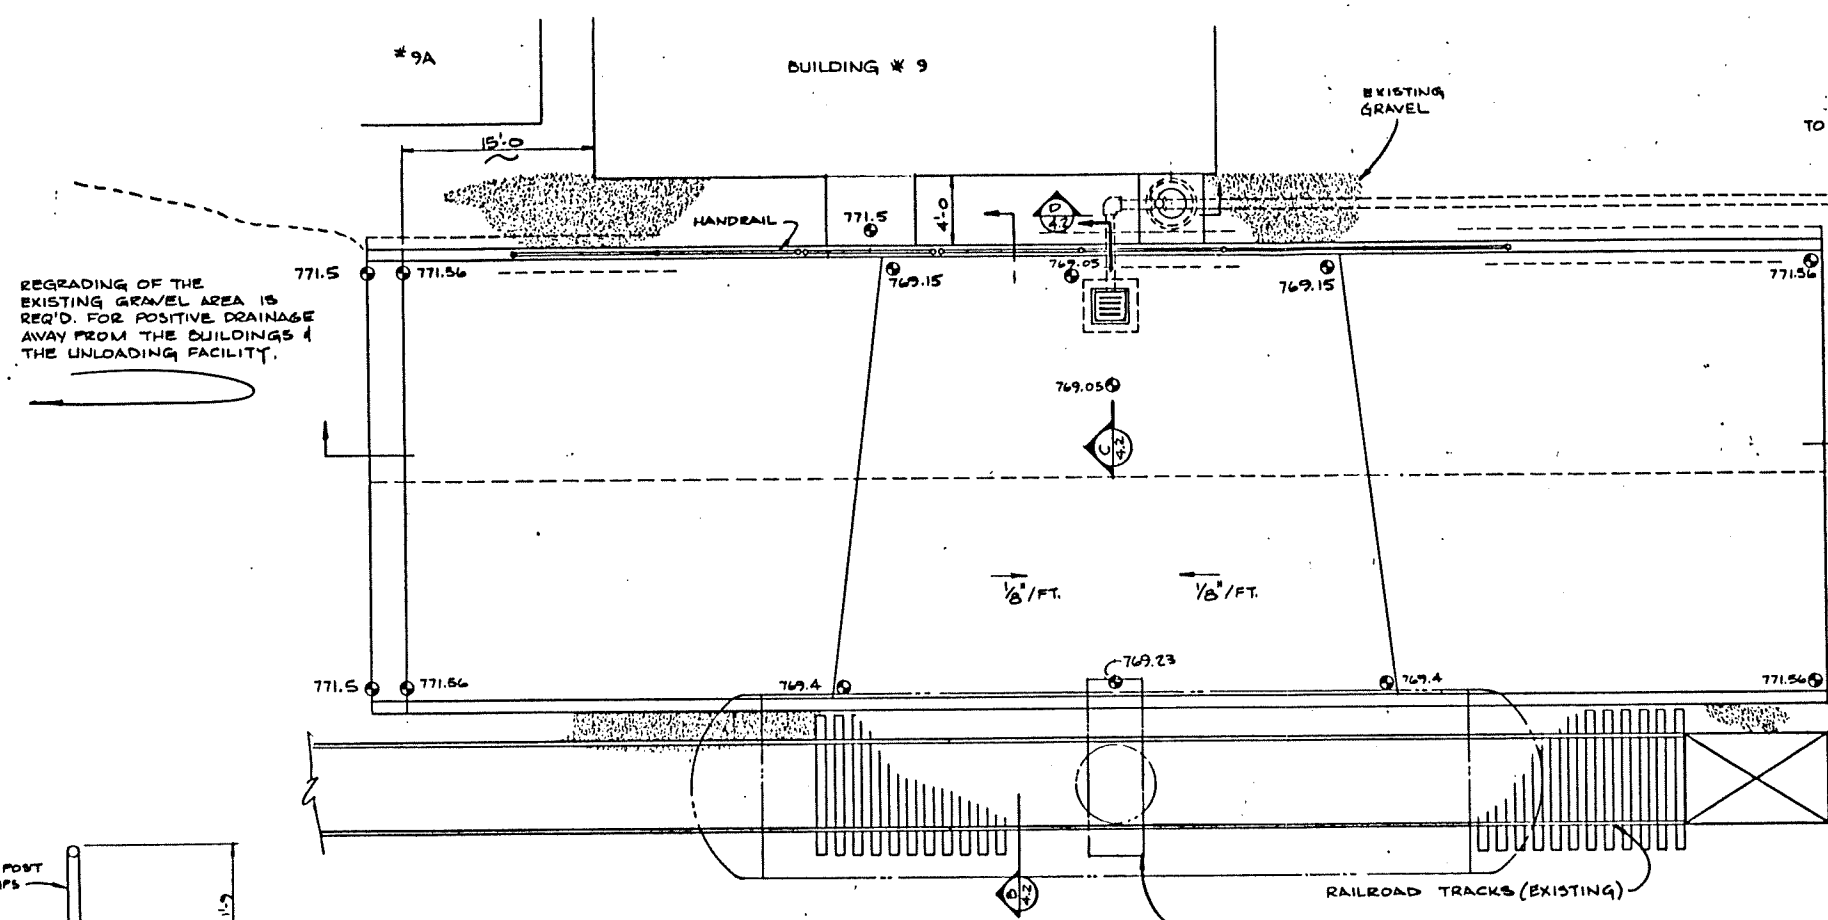 # 9A
BUILDING # 9
EXISTING
GRAVEL
TO
15'-0
HANDRAIL
771.5
4'-0
D
4.2
771.5
771.56
769.15
769.05
769.15
771.56
REGRADING OF THE
EXISTING GRAVEL AREA IS
REQ'D. FOR POSITIVE DRAINAGE
AWAY FROM THE BUILDINGS &
THE UNLOADING FACILITY.
769.05
C
4.2
1/8"/FT.
1/8"/FT.
769.23
771.5
771.56
769.4
769.4
771.56
POST
B
4.2
RAILROAD TRACKS (EXISTING)